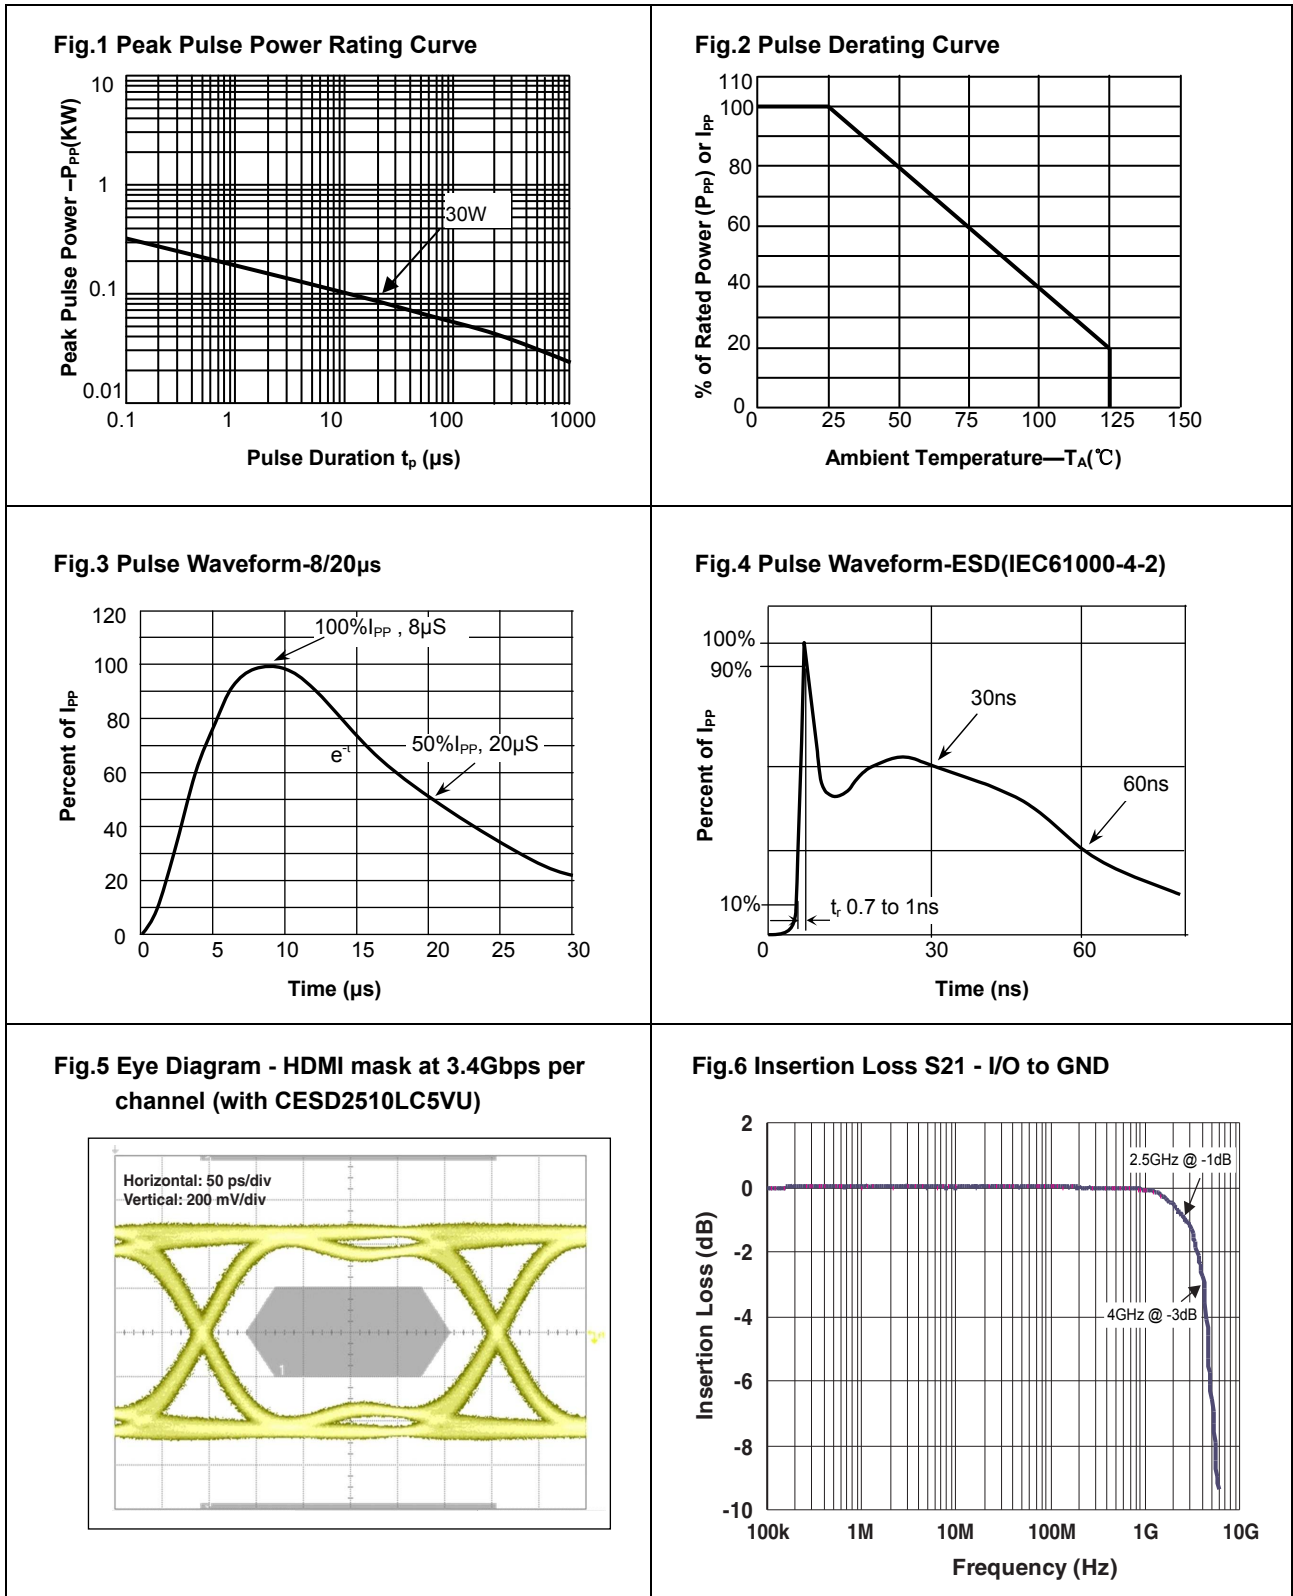 Fig.1 Peak Pulse Power Rating Curve
Peak Pulse Power –PPP(KW)
10
1
0.1
0.01
30W
0.1 1 10 100 1000
Pulse Duration tp (µs)
Fig.2 Pulse Derating Curve
% of Rated Power (PPP) or IPP
110
100
80
60
40
20
0
0 25 50 75 100 125 150
Ambient Temperature—TA(℃)
Fig.3 Pulse Waveform-8/20µs
Percent of IPP
120
100
80
60
40
20
0
100%IPP , 8µS
e-t
50%IPP, 20µS
0 5 10 15 20 25 30
Time (µs)
Fig.4 Pulse Waveform-ESD(IEC61000-4-2)
Percent of IPP
100%
90%
10%
30ns
60ns
tr 0.7 to 1ns
0 30 60
Time (ns)
Fig.5 Eye Diagram - HDMI mask at 3.4Gbps per
channel (with CESD2510LC5VU)
Horizontal: 50 ps/div
Vertical: 200 mV/div
1
Fig.6 Insertion Loss S21 - I/O to GND
Insertion Loss (dB)
2
0
-2
-4
-6
-8
-10
2.5GHz @ -1dB
4GHz @ -3dB
100k 1M 10M 100M 1G 10G
Frequency (Hz)